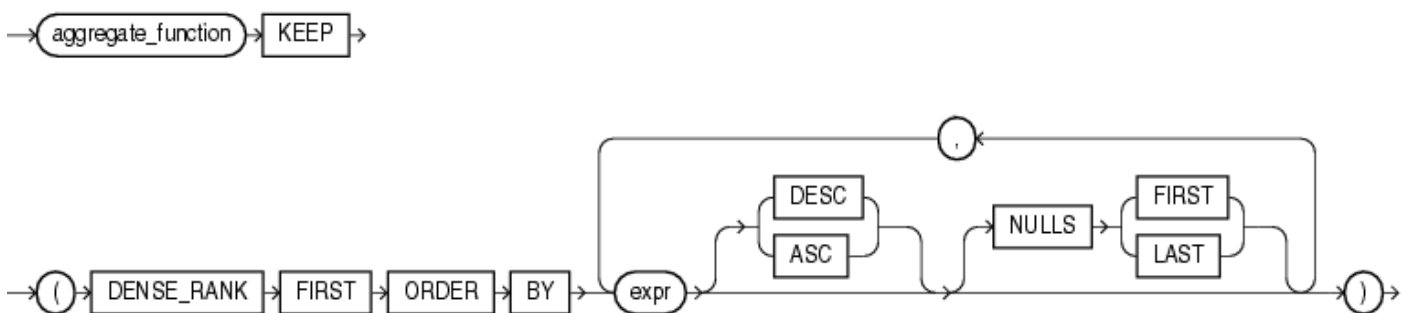 aggregate_function KEEP
,
DESC FIRST
NULLS
ASC LAST
( DENSE_RANK FIRST ORDER BY expr )